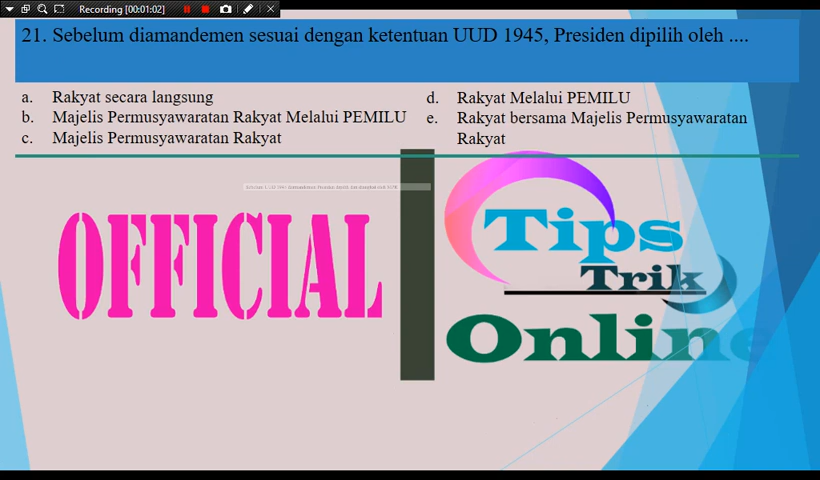 Recording [00:01:02]
21. Sebelum diamandemen sesuai dengan ketentuan UUD 1945, Presiden dipilih oleh ....
a. Rakyat secara langsung
b. Majelis Permusyawaratan Rakyat Melalui PEMILU
c. Majelis Permusyawaratan Rakyat
d. Rakyat Melalui PEMILU
e. Rakyat bersama Majelis Permusyawaratan
Rakyat
OFFICIAL
Tips
Trik
Online